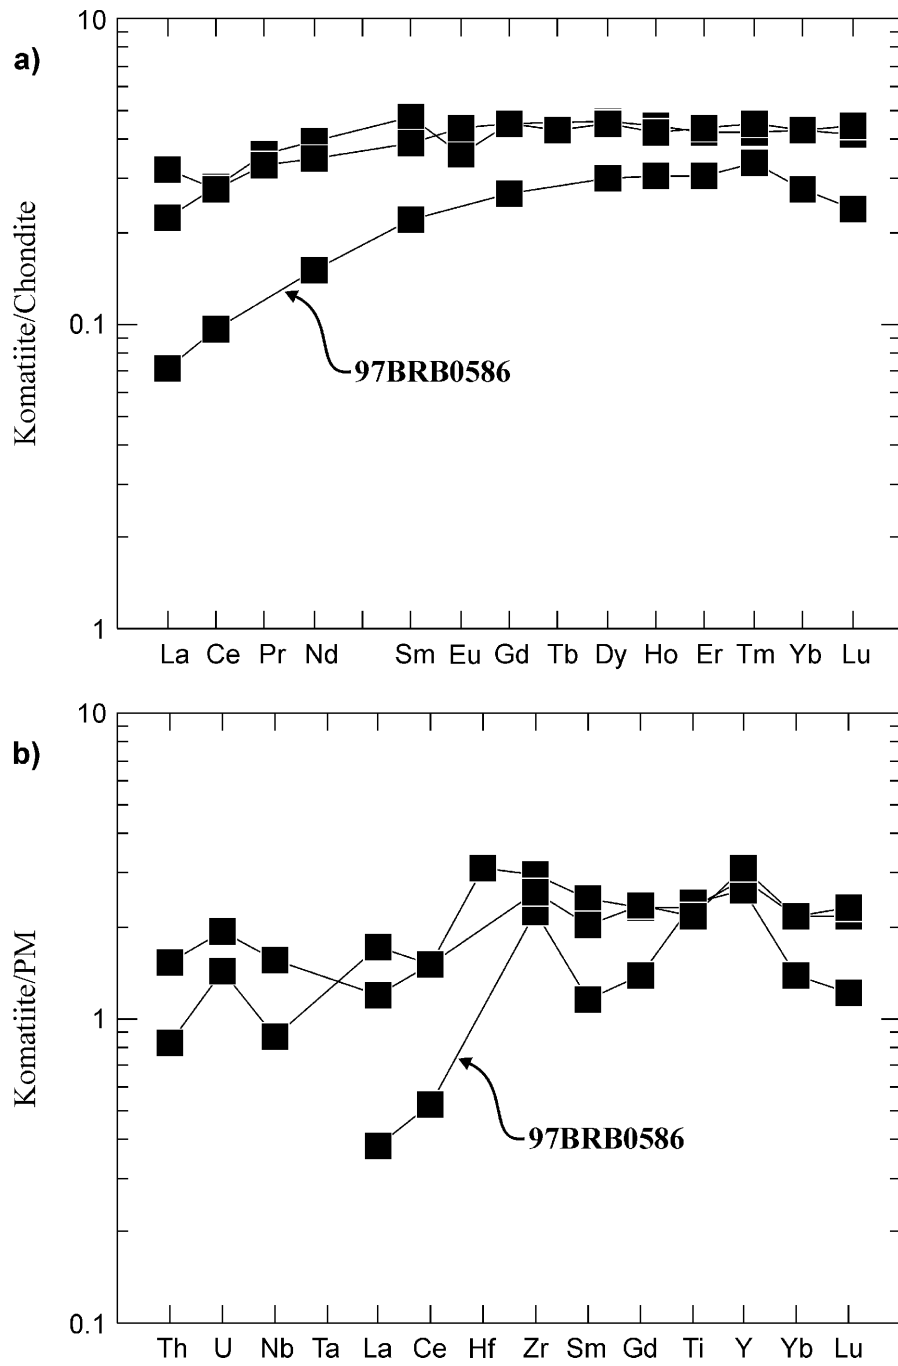 10
a)
Komatiite/Chondite
0.1
97BRB0586
1
La Ce Pr Nd Sm Eu Gd Tb Dy Ho Er Tm Yb Lu
10
b)
Komatiite/PM
1
97BRB0586
0.1
Th U Nb Ta La Ce Hf Zr Sm Gd Ti Y Yb Lu